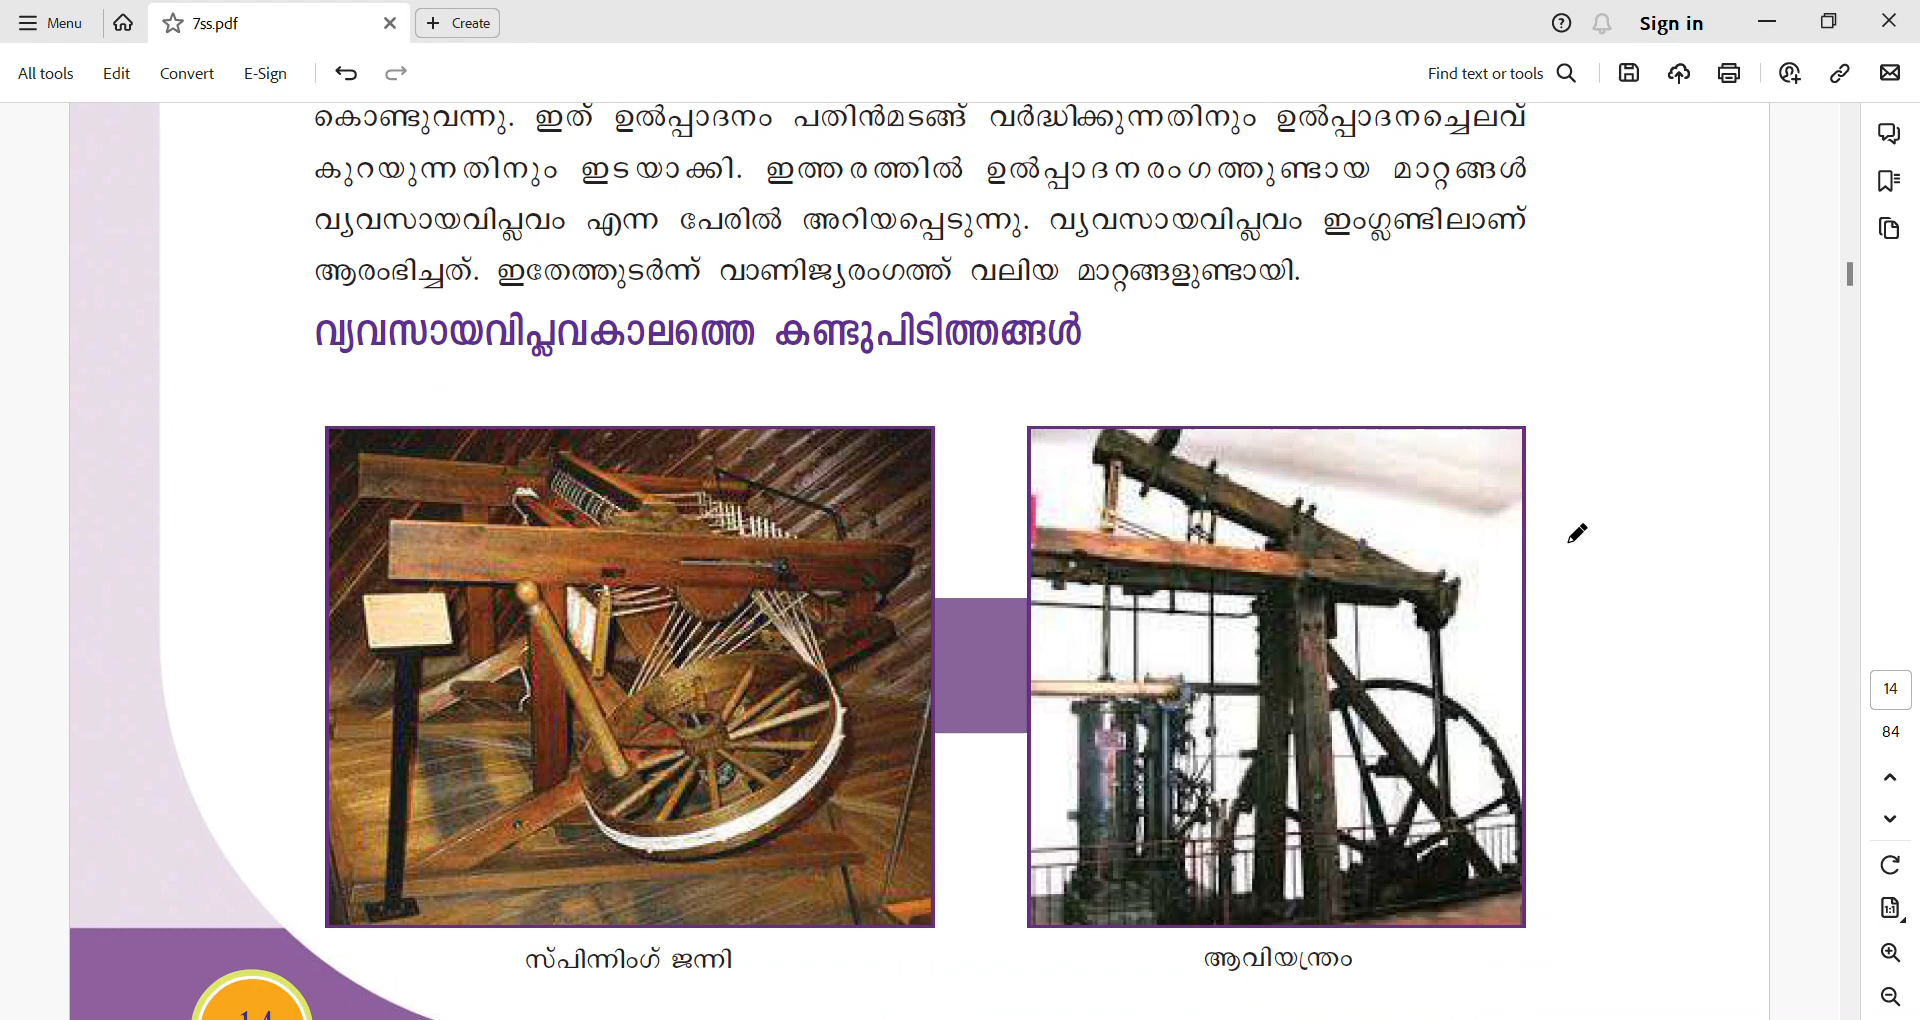 Menu
7ss.pdf
Create
Sign in
All tools
Edit
Convert
E-Sign
Find text or tools
കൊണ്ടുവന്നു. ഇത് ഉൽപ്പാദനം പതിൻമടങ്ങ് വർദ്ധിക്കുന്നതിനും ഉൽപ്പാദനച്ചെലവ്
കുറയുന്നതിനും ഇടയാക്കി. ഇത്തരത്തിൽ ഉൽപ്പാദനരംഗത്തുണ്ടായ മാറ്റങ്ങൾ
വ്യവസായവിപ്ലവം എന്ന പേരിൽ അറിയപ്പെടുന്നു. വ്യവസായവിപ്ലവം ഇംഗ്ലണ്ടിലാണ്
ആരംഭിച്ചത്. ഇതേത്തുടർന്ന് വാണിജ്യരംഗത്ത് വലിയ മാറ്റങ്ങളുണ്ടായി.
വ്യവസായവിപ്ലവകാലത്തെ കണ്ടുപിടിത്തങ്ങൾ
സ്പിന്നിംഗ് ജന്നി
ആവിയന്ത്രം
14
14
84
1:1